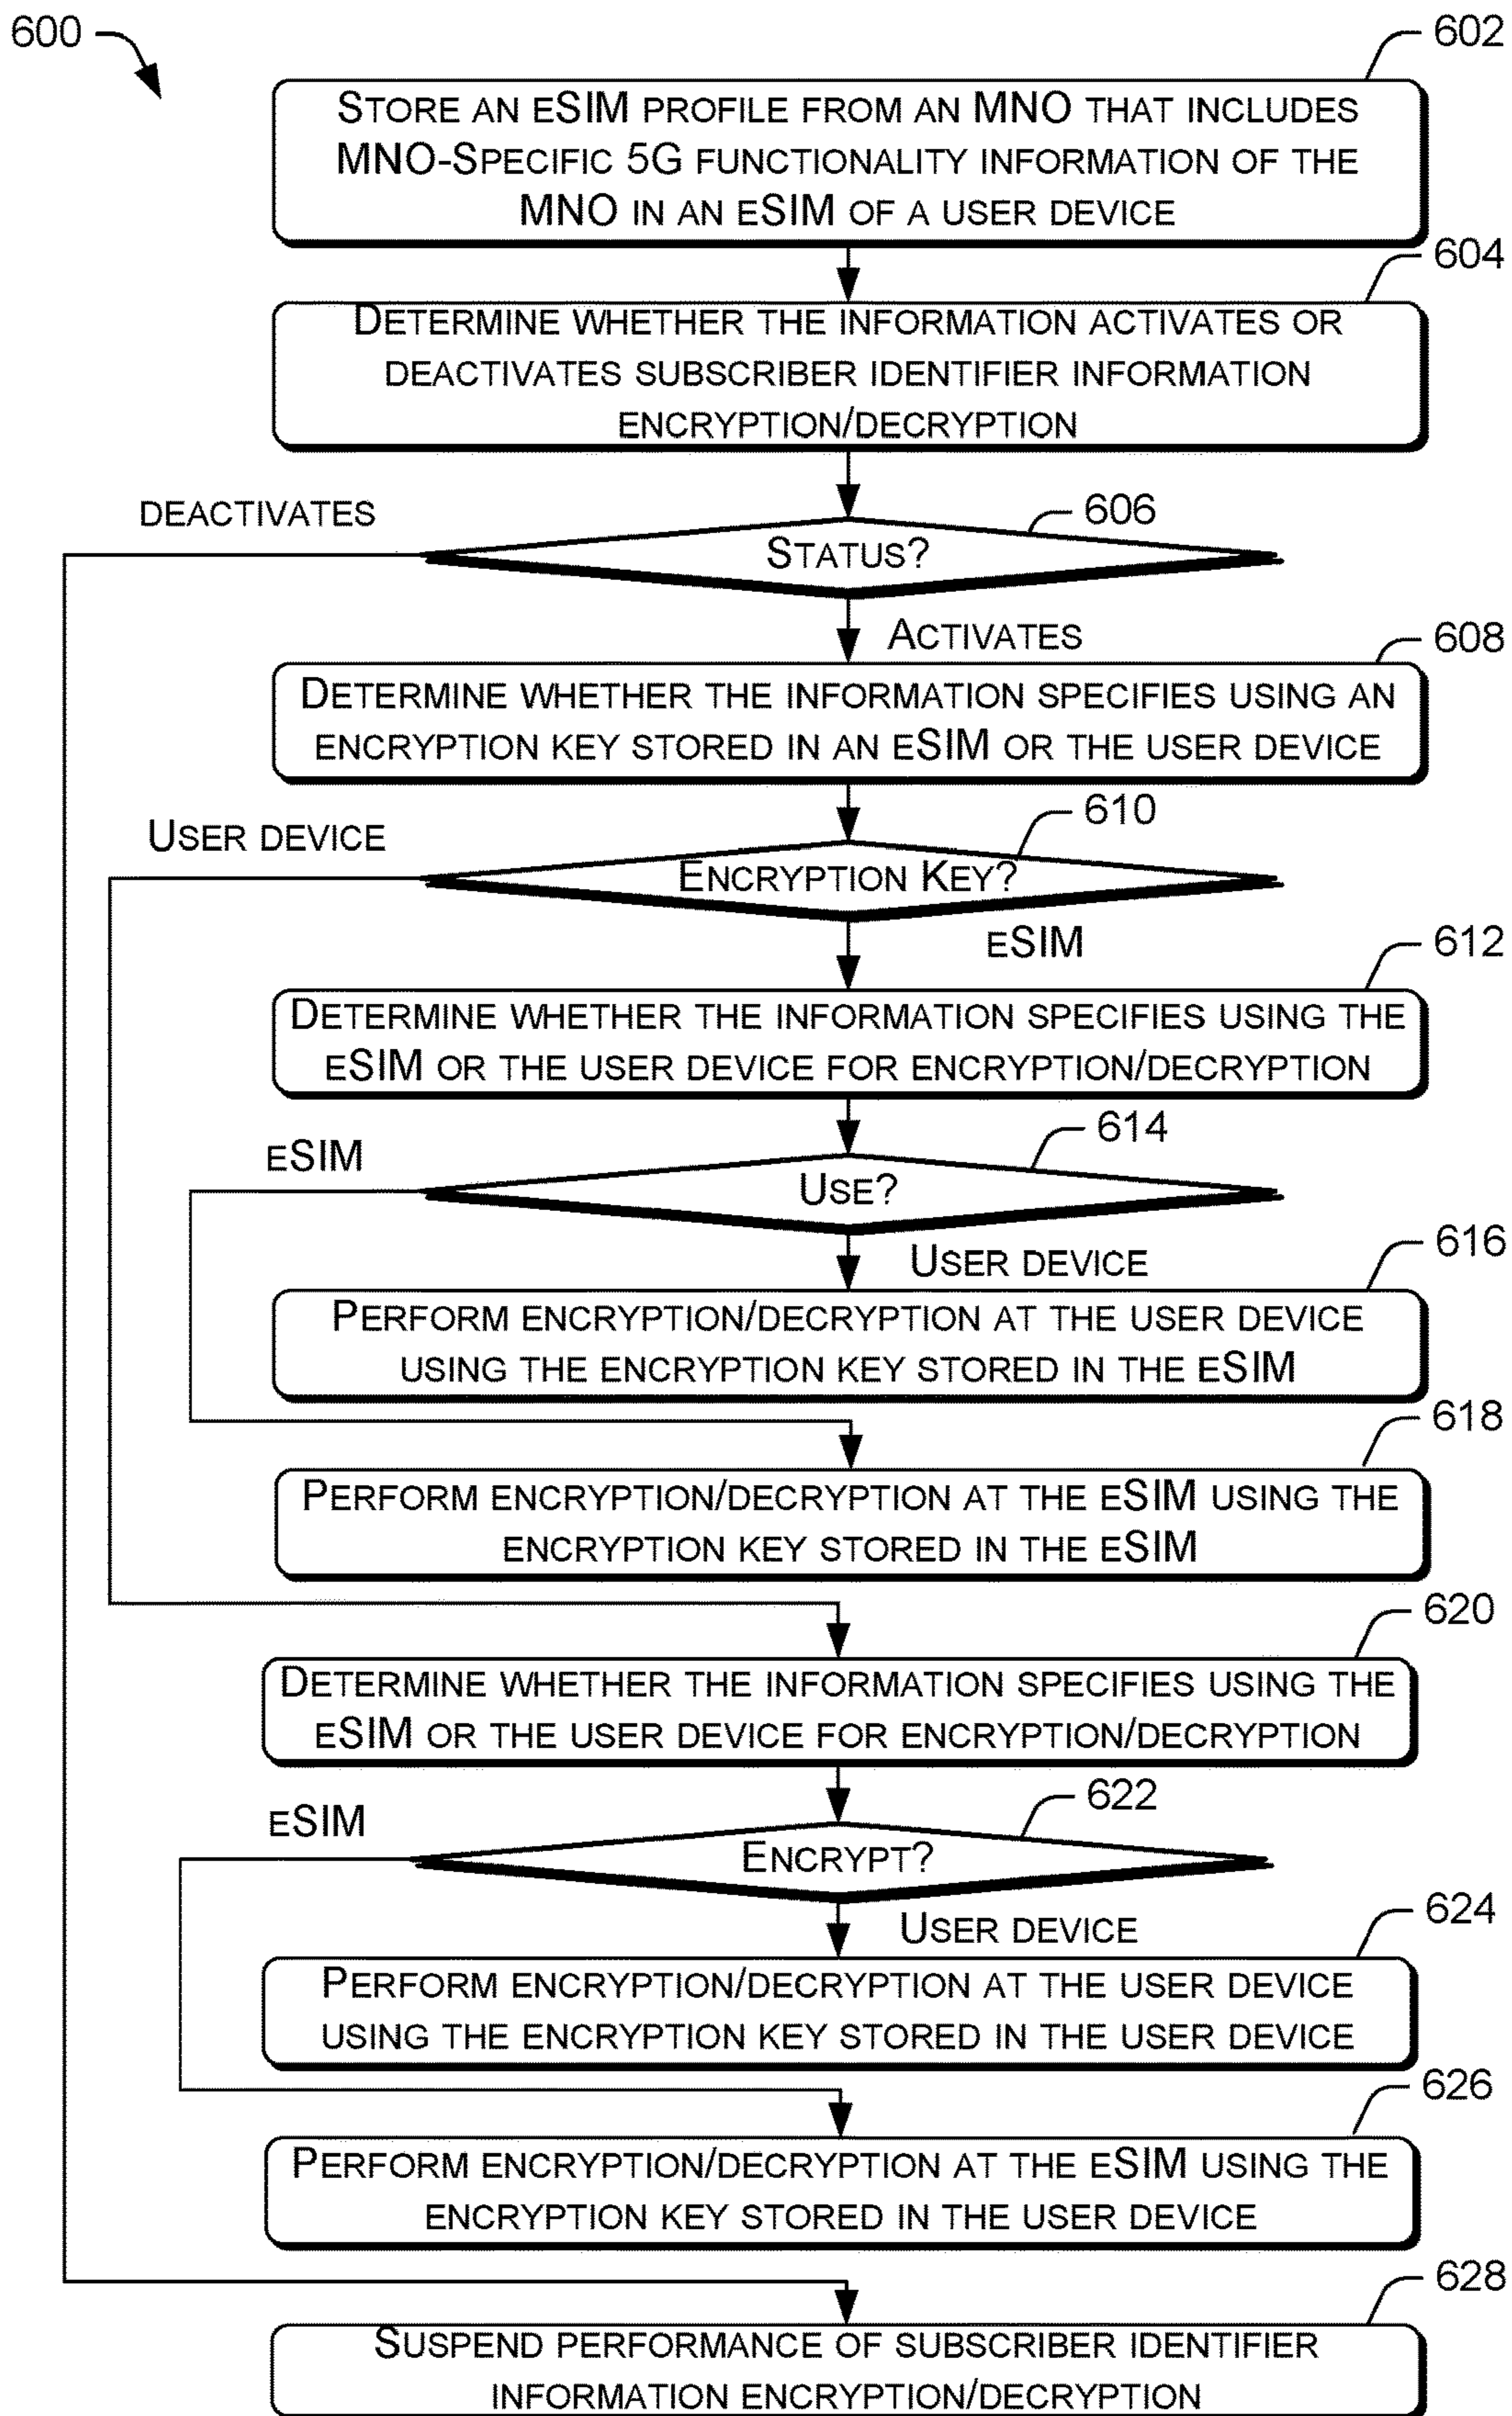 600
602
STORE AN ESIM PROFILE FROM AN MNO THAT INCLUDES
MNO-SPECIFIC 5G FUNCTIONALITY INFORMATION OF THE
MNO IN AN ESIM OF A USER DEVICE
604
DETERMINE WHETHER THE INFORMATION ACTIVATES OR
DEACTIVATES SUBSCRIBER IDENTIFIER INFORMATION
ENCRYPTION/DECRYPTION
DEACTIVATES
606
STATUS?
ACTIVATES
608
DETERMINE WHETHER THE INFORMATION SPECIFIES USING AN
ENCRYPTION KEY STORED IN AN ESIM OR THE USER DEVICE
USER DEVICE
610
ENCRYPTION KEY?
ESIM
612
DETERMINE WHETHER THE INFORMATION SPECIFIES USING THE
ESIM OR THE USER DEVICE FOR ENCRYPTION/DECRYPTION
ESIM
614
USE?
USER DEVICE
616
PERFORM ENCRYPTION/DECRYPTION AT THE USER DEVICE
USING THE ENCRYPTION KEY STORED IN THE ESIM
618
PERFORM ENCRYPTION/DECRYPTION AT THE ESIM USING THE
ENCRYPTION KEY STORED IN THE ESIM
620
DETERMINE WHETHER THE INFORMATION SPECIFIES USING THE
ESIM OR THE USER DEVICE FOR ENCRYPTION/DECRYPTION
ESIM
622
ENCRYPT?
USER DEVICE
624
PERFORM ENCRYPTION/DECRYPTION AT THE USER DEVICE
USING THE ENCRYPTION KEY STORED IN THE USER DEVICE
626
PERFORM ENCRYPTION/DECRYPTION AT THE ESIM USING THE
ENCRYPTION KEY STORED IN THE USER DEVICE
628
SUSPEND PERFORMANCE OF SUBSCRIBER IDENTIFIER
INFORMATION ENCRYPTION/DECRYPTION